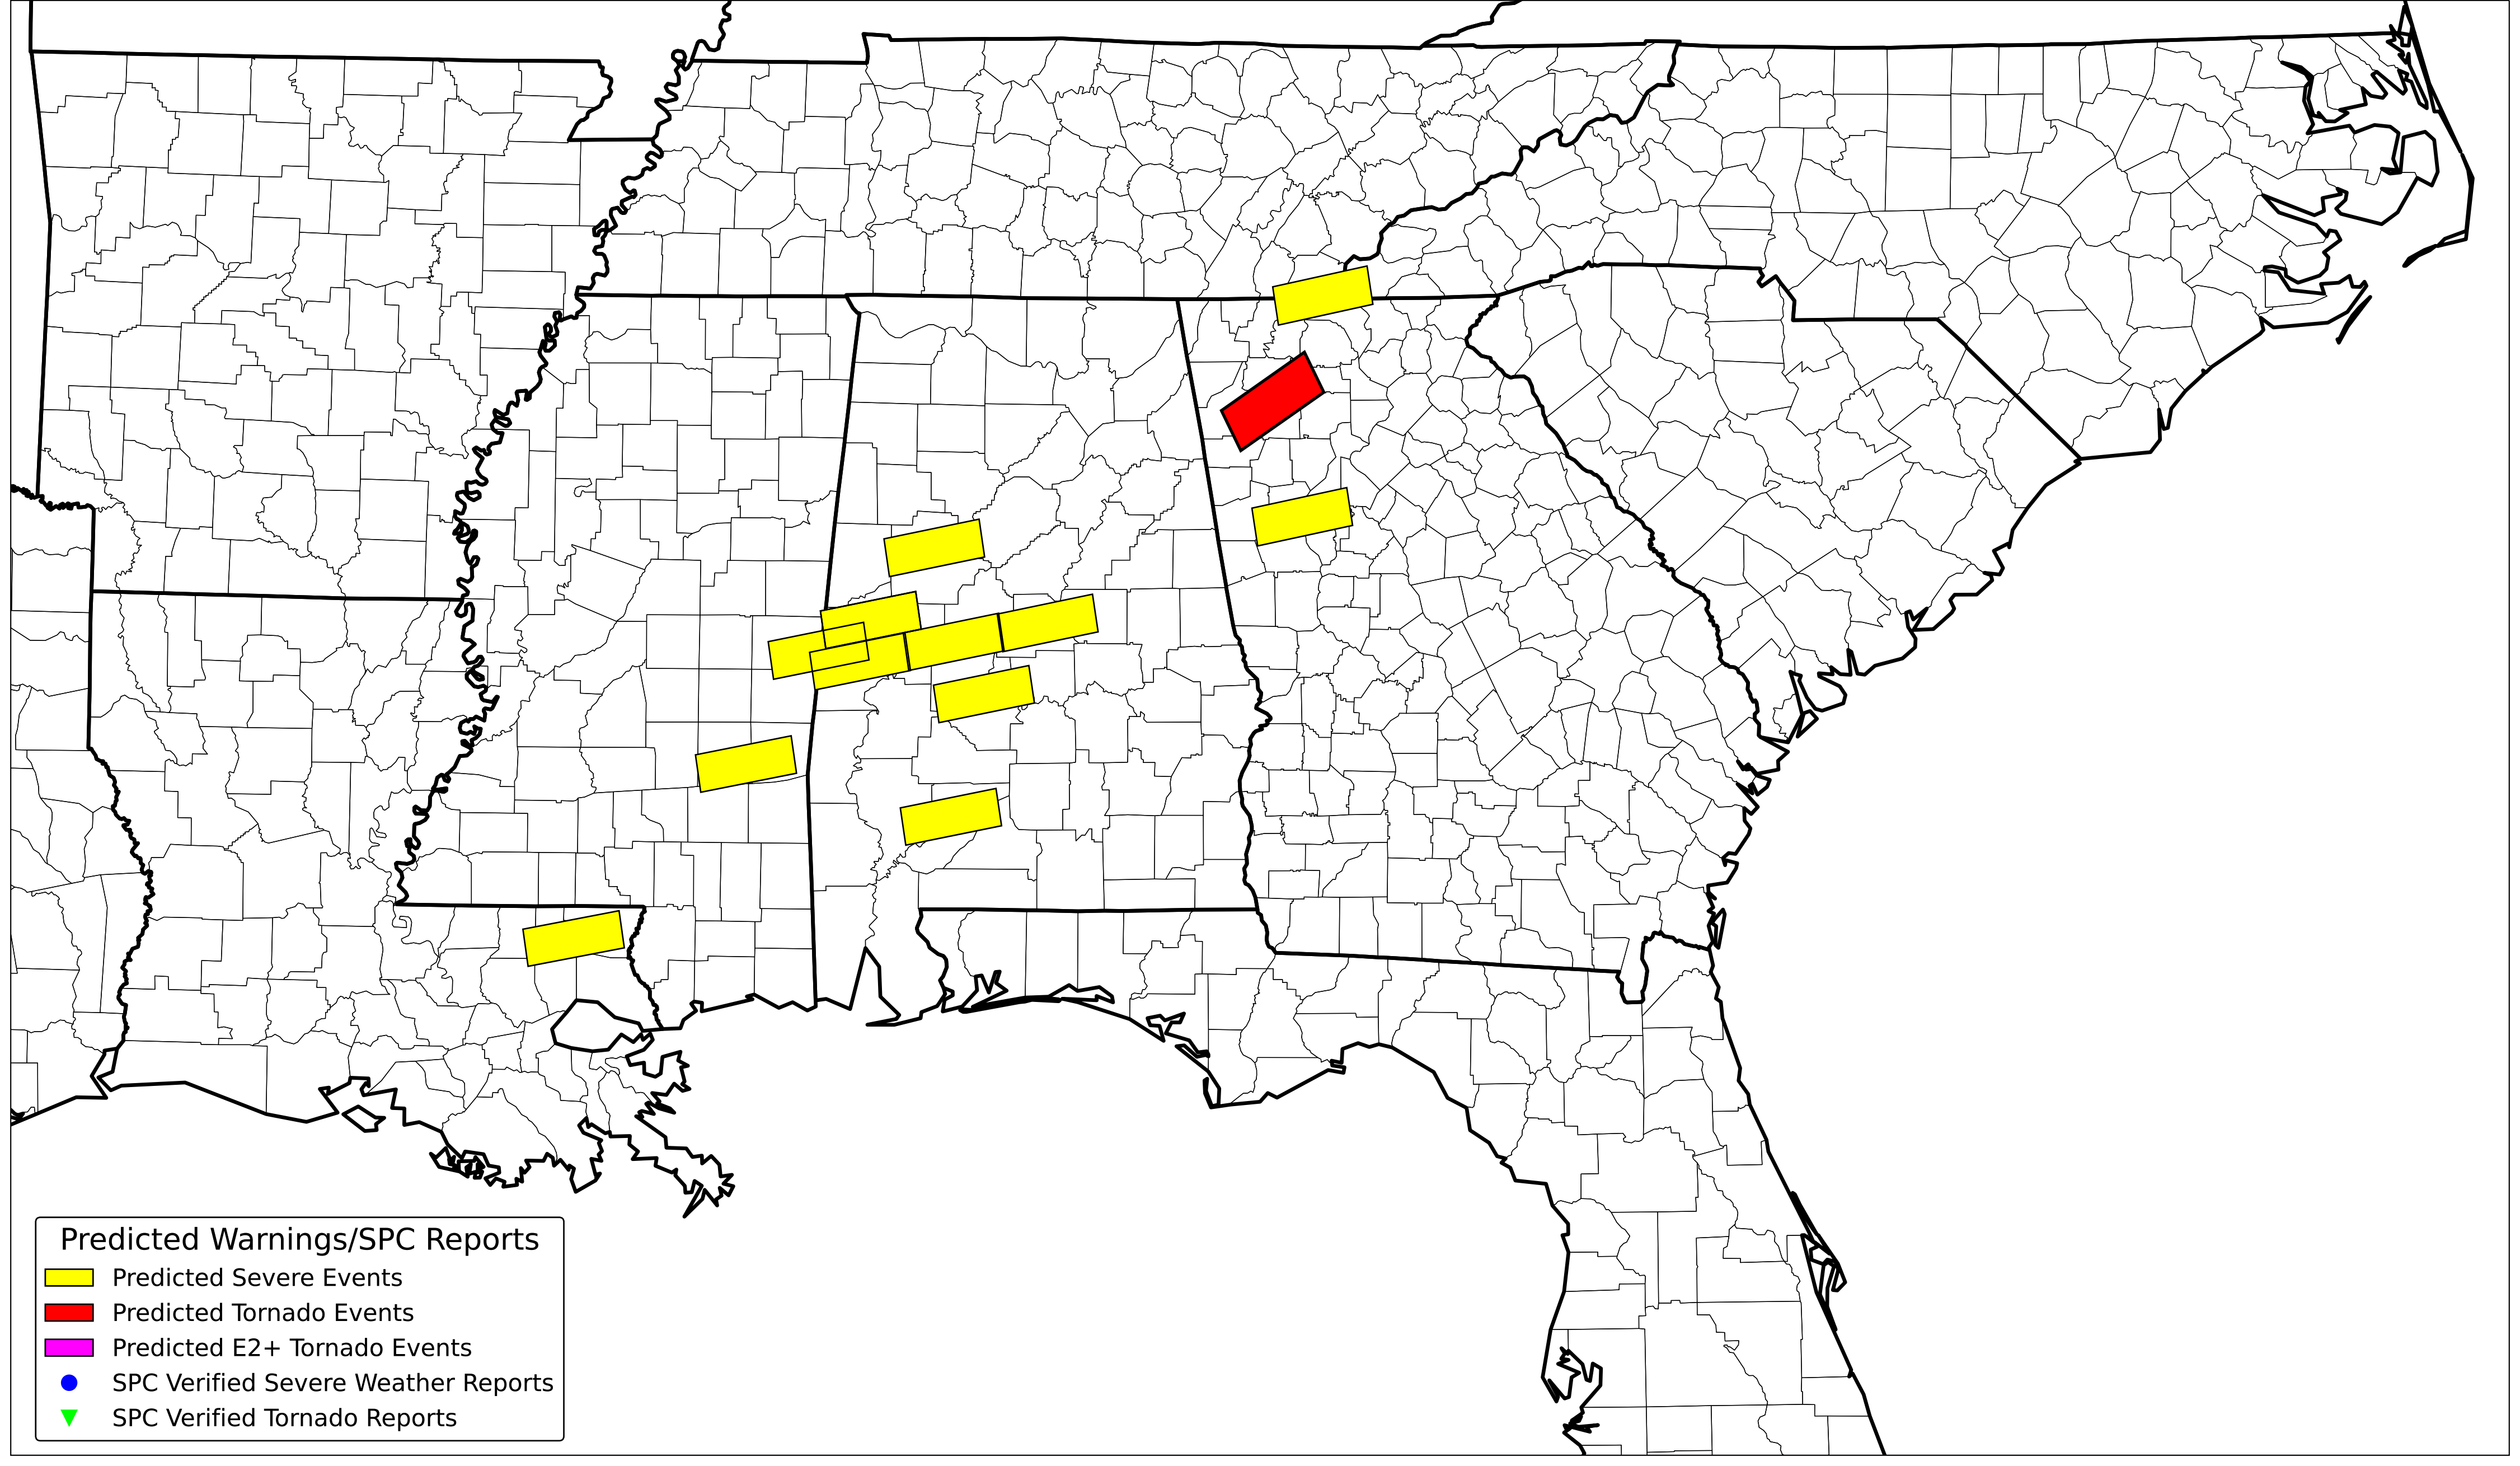 Predicted Warnings/SPC Reports
Predicted Severe Events
Predicted Tornado Events
Predicted E2+ Tornado Events
SPC Verified Severe Weather Reports
SPC Verified Tornado Reports